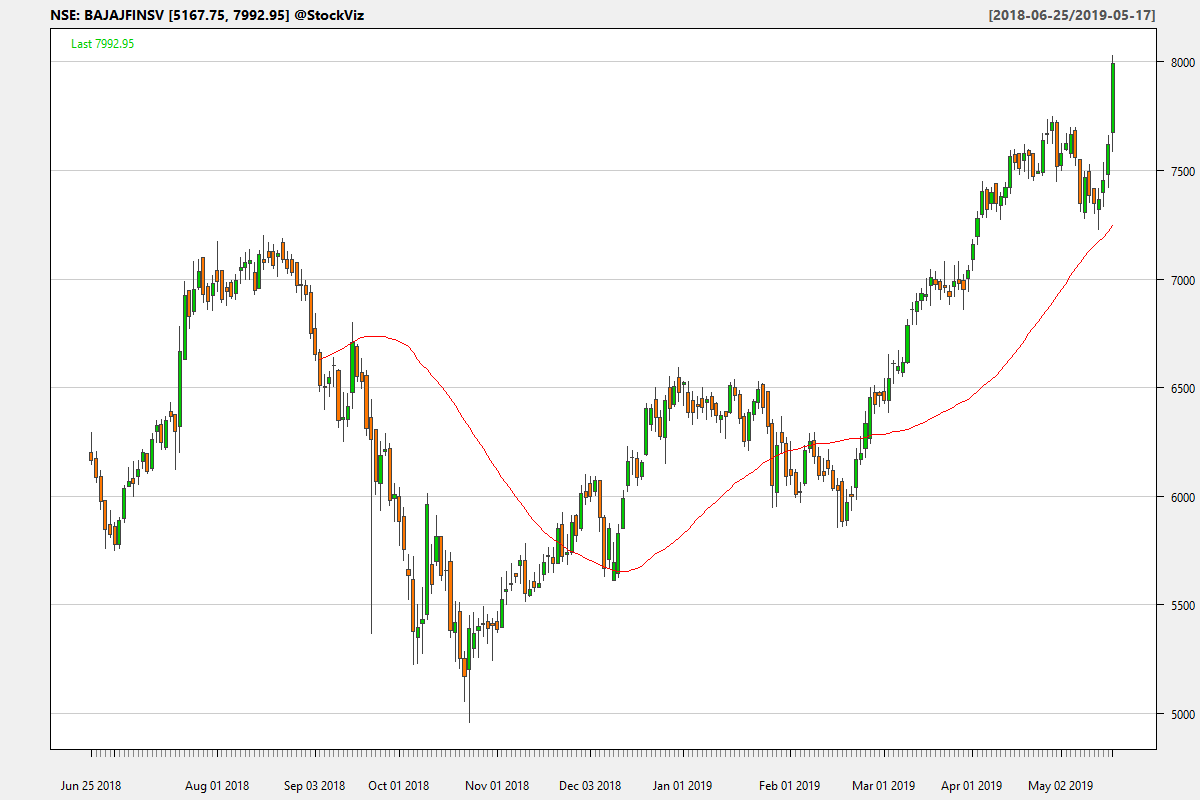 NSE: BAJAJFINSV [5167.75, 7992.95] @StockViz [2018-06-25/2019-05-17]
Last 7992.95
8000
7500
7000
6500
6000
5500
5000
Jun 25 2018 Aug 01 2018 Sep 03 2018 Oct 01 2018 Nov 01 2018 Dec 03 2018 Jan 01 2019 Feb 01 2019 Mar 01 2019 Apr 01 2019 May 02 2019